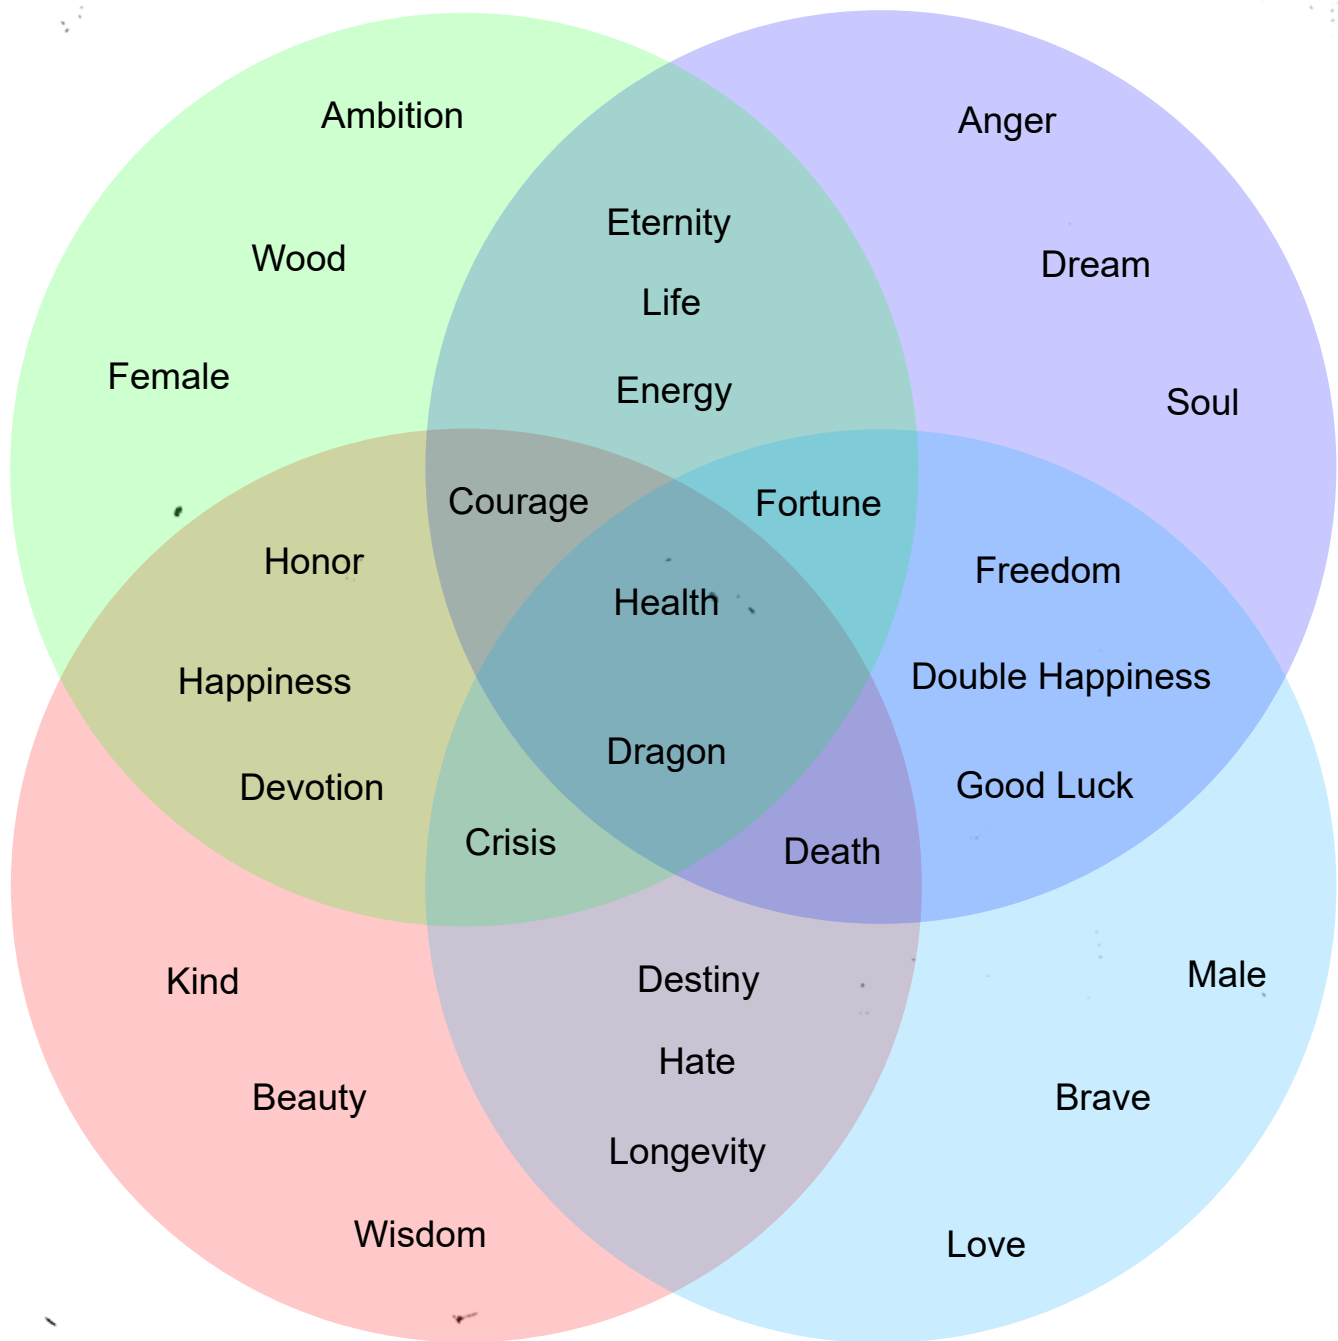 Ambition
Anger
Eternity
Wood
Dream
Life
Female
Energy
Soul
Courage
Fortune
Honor
Freedom
Health
Happiness
Double Happiness
Dragon
Devotion
Good Luck
Crisis
Death
Kind
Destiny
Male
Hate
Beauty
Brave
Longevity
Wisdom
Love